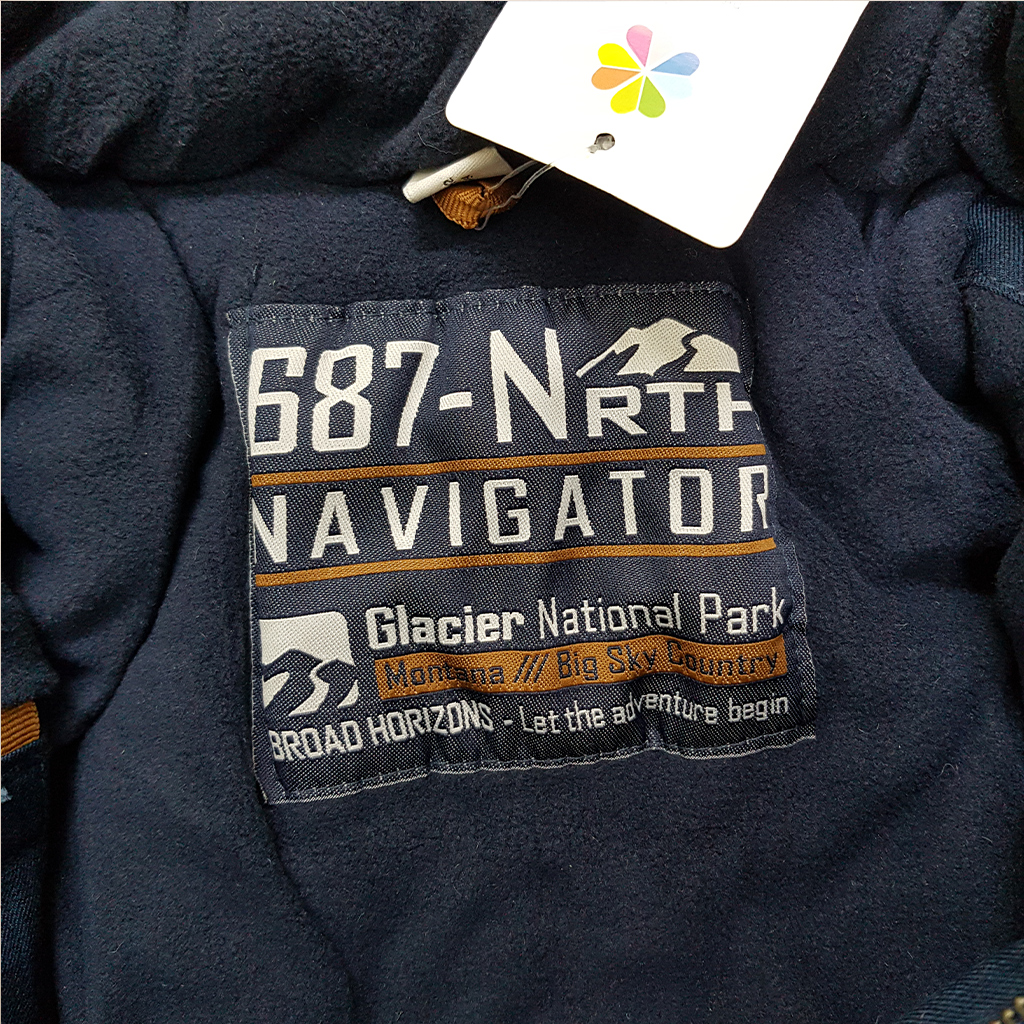 687-NRTH
NAVIGATOR
Glacier National Park
Montana /// Big Sky Country
BROAD HORIZONS - Let the adventure begin